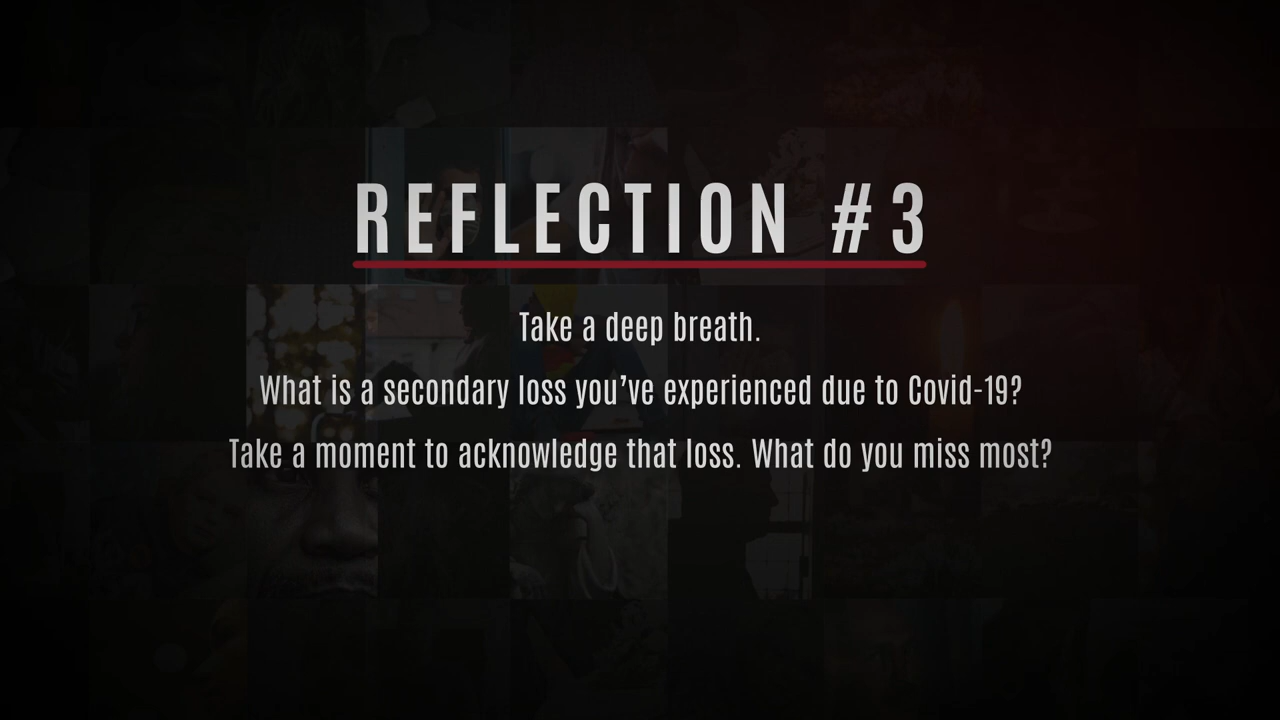 REFLECTION #3
Take a deep breath.
What is a secondary loss you’ve experienced due to Covid-19?
Take a moment to acknowledge that loss. What do you miss most?